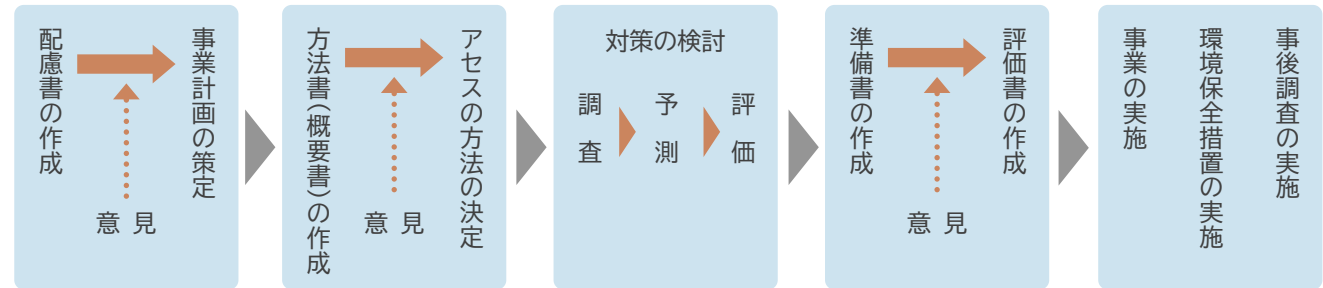 配慮書の作成
事業計画の策定
意見
方法書(概要書)の作成
アセスの方法の決定
意見
対策の検討
調査
予測
評価
準備書の作成
評価書の作成
意見
事業の実施
環境保全措置の実施
事後調査の実施